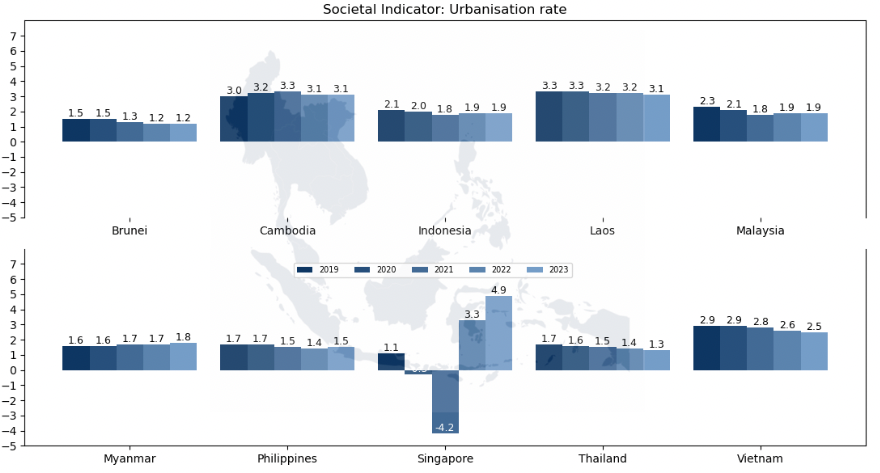 Societal Indicator: Urbanisation rate
7
6
5
4
3
2
1
0
−1
−2
−3
−4
−5
1.5 1.5 1.3 1.2 1.2
3.0 3.2 3.3 3.1 3.1
2.1 2.0 1.8 1.9 1.9
3.3 3.3 3.2 3.2 3.1
2.3 2.1 1.8 1.9 1.9
Brunei Cambodia Indonesia Laos Malaysia
7
6
5
4
3
2
1
0
−1
−2
−3
−4
−5
2019 2020 2021 2022 2023
1.6 1.6 1.7 1.7 1.8
1.7 1.7 1.5 1.4 1.5
1.1 -4.2 3.3 4.9
1.7 1.6 1.5 1.4 1.3
2.9 2.9 2.8 2.6 2.5
Myanmar Philippines Singapore Thailand Vietnam